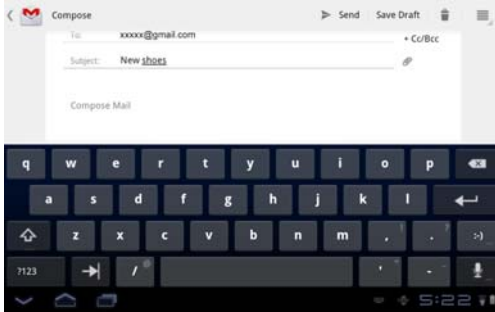 Compose Send Save Draft
To: xxxxx@gmail.com + Cc/Bcc
Subject: New shoes
Compose Mail
q w e r t y u i o p
a s d f g h j k l
z x c v b n m , ! . ? :-)
?123 / @ ' " - _
5:22